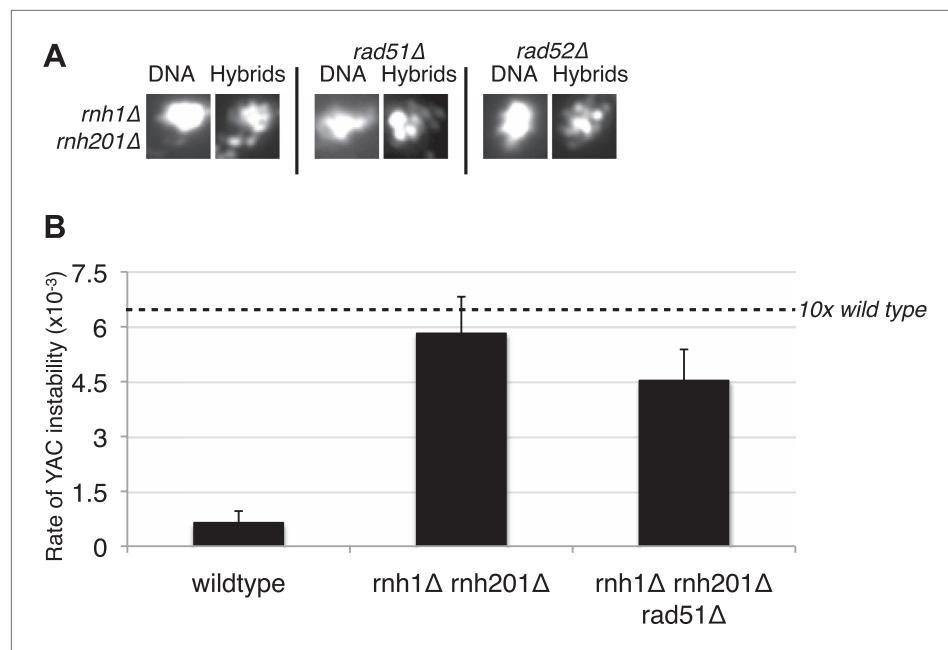 A
rad51Δ
rad52Δ
DNA Hybrids
DNA Hybrids
DNA Hybrids
rnh1Δ
rnh201Δ
B
Rate of YAC instability (x10-3)
7.5
6
4.5
3
1.5
0
10x wild type
wildtype
rnh1Δ rnh201Δ
rnh1Δ rnh201Δ
rad51Δ